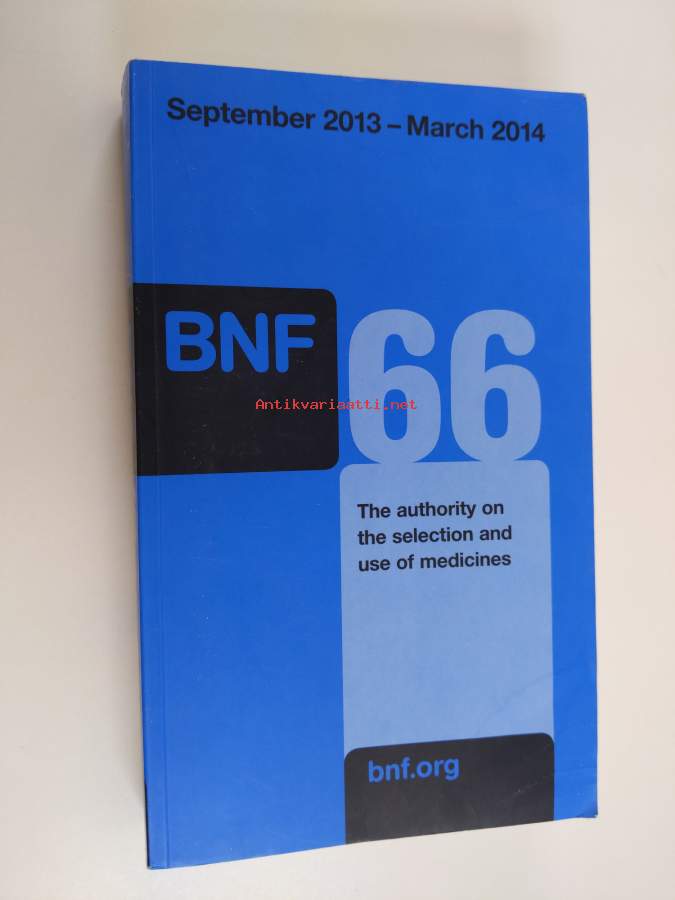 September 2013 – March 2014
BNF
66
Antikvariaatti.net
The authority on
the selection and
use of medicines
bnf.org